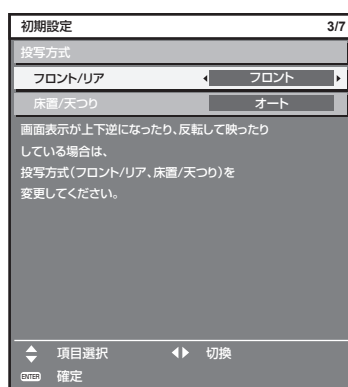 初期設定 3/7
投写方式
フロント/リア フロント
床置/天つり オート
画面表示が上下逆になったり、反転して映ったり
している場合は、
投写方式(フロント/リア、床置/天つり)を
変更してください。
項目選択 切換
ENTER 確定